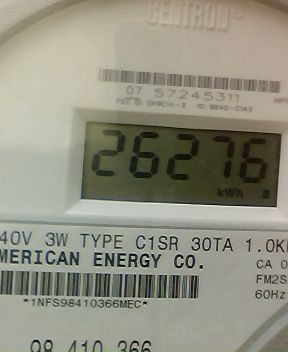 CENTRON®
07 57245311
26276
kWh
40V 3W TYPE C1SR 30TA 1.0K
MERICAN ENERGY CO.
CA 0
FM2S
60Hz
*1NFS98410366MEC*
98 410 366